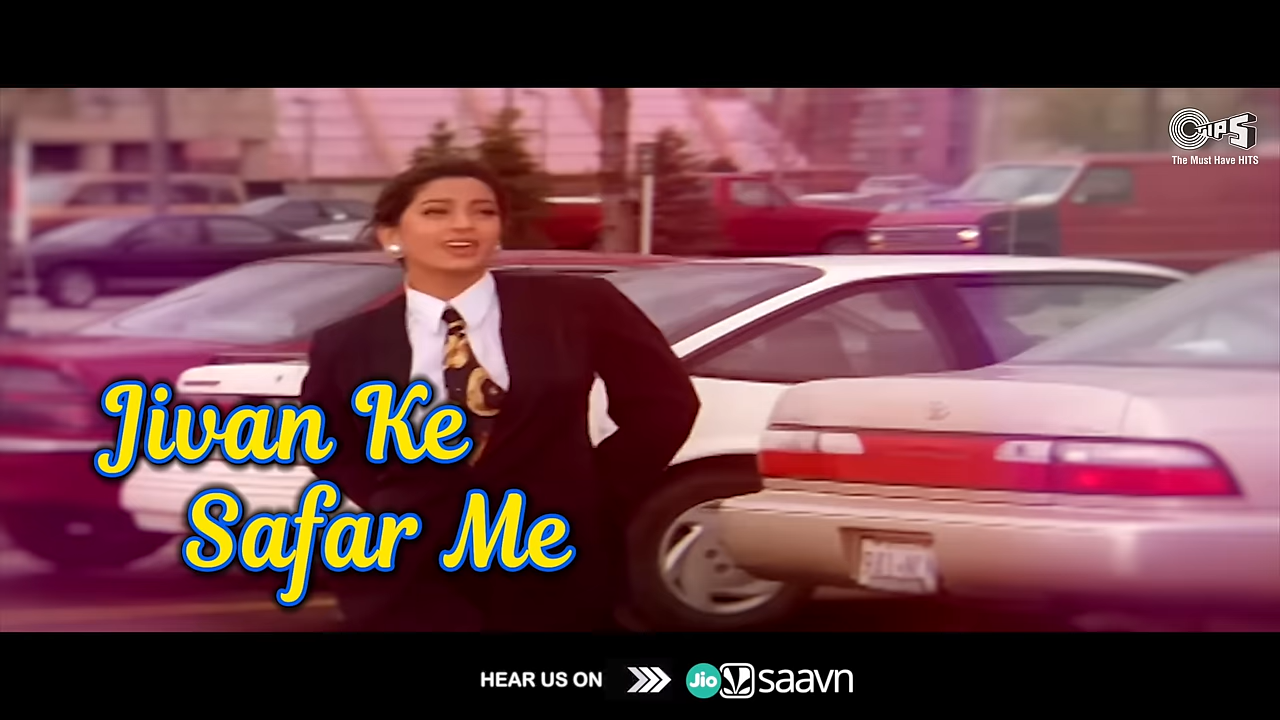 TIPS
The Must Have HITS
Jivan Ke
Safar Me
HEAR US ON
Jio saavn